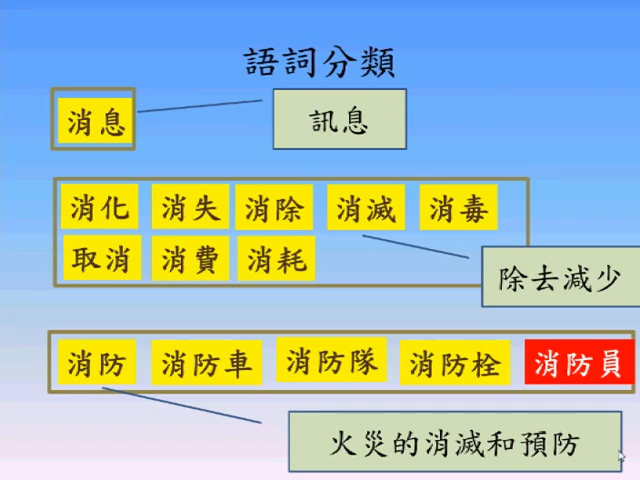 語詞分類
消息
訊息
消化 消失 消除 消滅 消毒
取消 消費 消耗
除去減少
消防 消防車 消防隊 消防栓 消防員
火災的消滅和預防